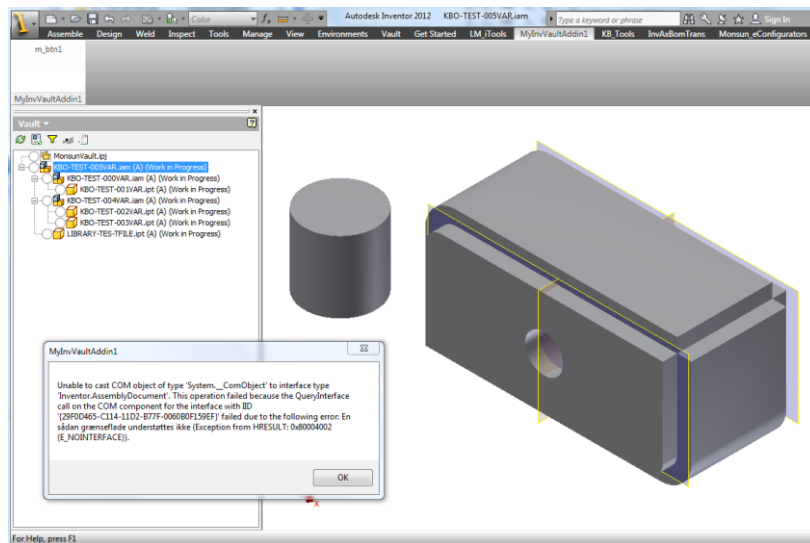 Color
Autodesk Inventor 2012 KBO-TEST-005VAR.iam
Type a keyword or phrase
Sign In
Assemble Design Weld Inspect Tools Manage View Environments Vault Get Started LM_iTools MyInvVaultAddin1 KB_Tools InvAxBomTrans Monsun_eConfigurators
m_btn1
MyInvVaultAddin1
Vault
MonsunVault.ipj
KBO-TEST-005VAR.iam (A) (Work in Progress)
KBO-TEST-000VAR.iam (A) (Work in Progress)
KBO-TEST-001VAR.ipt (A) (Work in Progress)
KBO-TEST-004VAR.iam (A) (Work in Progress)
KBO-TEST-002VAR.ipt (A) (Work in Progress)
KBO-TEST-003VAR.ipt (A) (Work in Progress)
LIBRARY-TES-TFILE.ipt (A) (Work in Progress)
MyInvVaultAddin1
Unable to cast COM object of type 'System.__ComObject' to interface type
'Inventor.AssemblyDocument'. This operation failed because the QueryInterface
call on the COM component for the interface with IID
'{29F0D465-C114-11D2-B77F-0060B0F159EF}' failed due to the following error: En
sådan grænseflade understøttes ikke (Exception from HRESULT: 0x80004002
(E_NOINTERFACE)).
OK
X
For Help, press F1